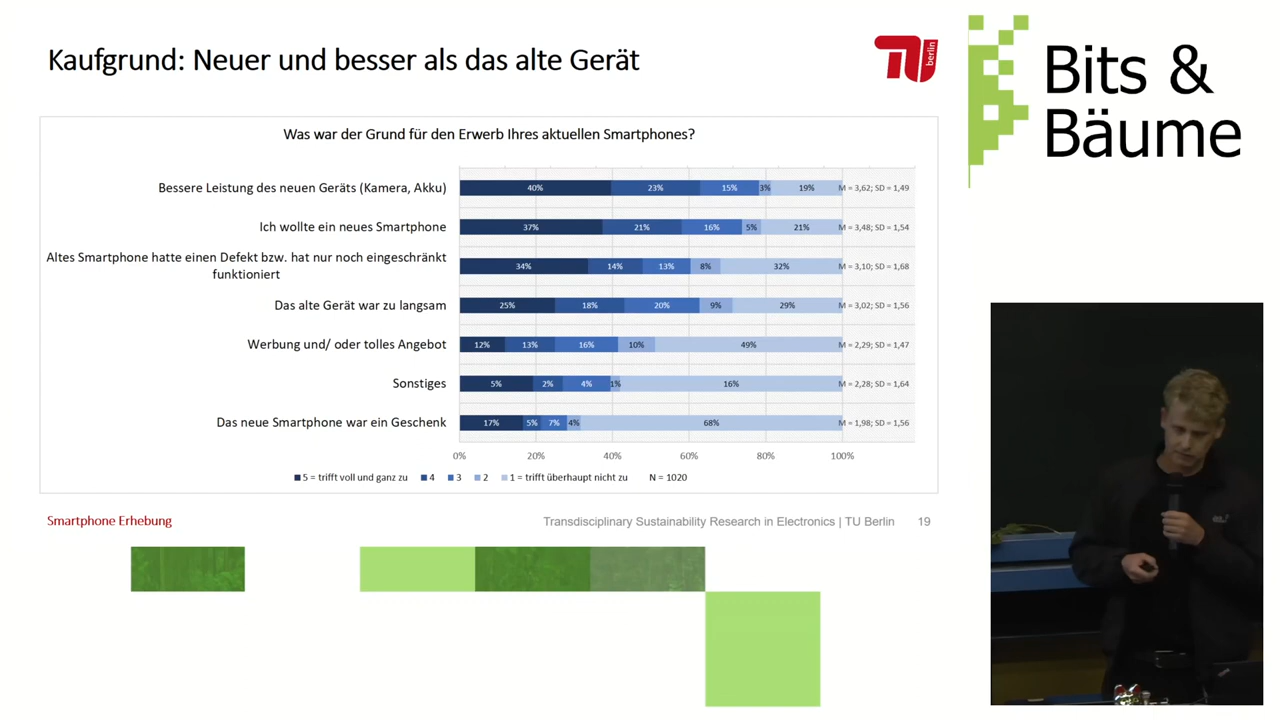 Kaufgrund: Neuer und besser als das alte Gerät
TU berlin
Bits &
Bäume
Was war der Grund für den Erwerb Ihres aktuellen Smartphones?
Bessere Leistung des neuen Geräts (Kamera, Akku) 40% 23% 15% 3% 19% M = 3,62; SD = 1,49
Ich wollte ein neues Smartphone 37% 21% 16% 5% 21% M = 3,48; SD = 1,54
Altes Smartphone hatte einen Defekt bzw. hat nur noch eingeschränkt
funktioniert 34% 14% 13% 8% 32% M = 3,10; SD = 1,68
Das alte Gerät war zu langsam 25% 18% 20% 9% 29% M = 3,02; SD = 1,56
Werbung und/ oder tolles Angebot 12% 13% 16% 10% 49% M = 2,29; SD = 1,47
Sonstiges 5% 2% 4% 1% 16% M = 2,28; SD = 1,64
Das neue Smartphone war ein Geschenk 17% 5% 7% 4% 68% M = 1,98; SD = 1,56
0% 20% 40% 60% 80% 100%
5 = trifft voll und ganz zu 4 3 2 1 = trifft überhaupt nicht zu N = 1020
Smartphone Erhebung Transdisciplinary Sustainability Research in Electronics | TU Berlin 19